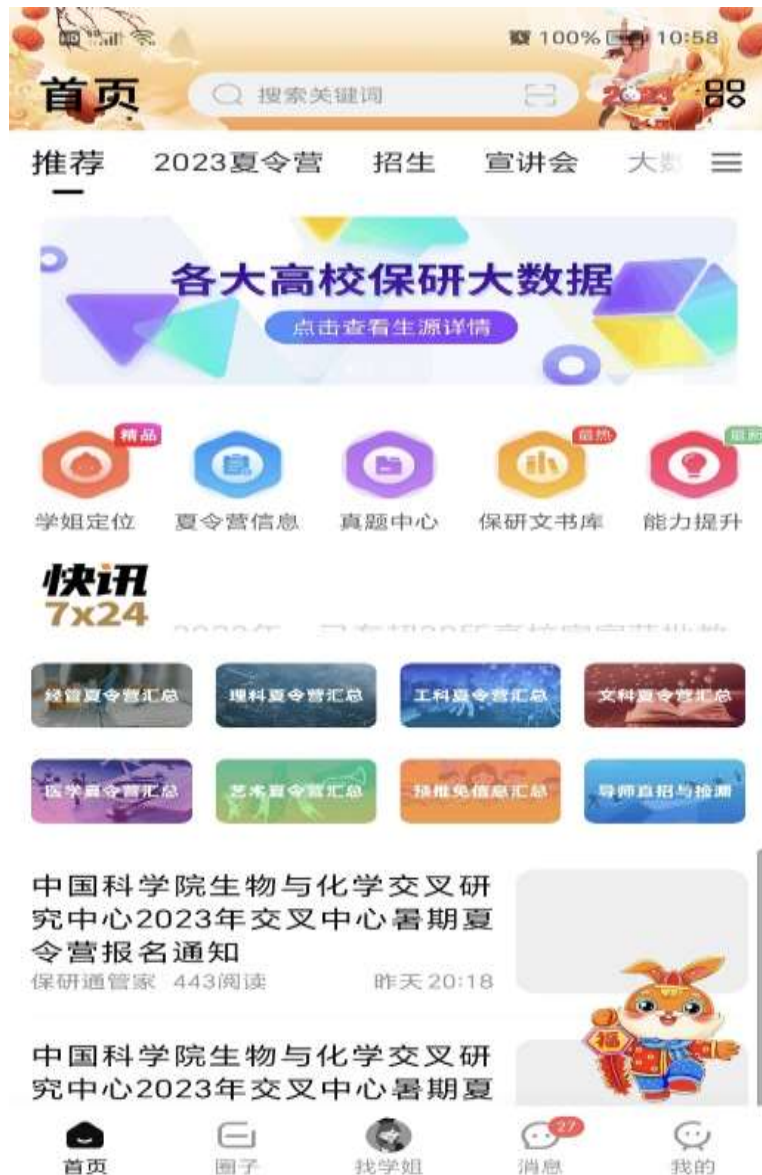 HD
100%
10:58
首页
搜索关键词
2023
推荐 2023夏令营 招生 宣讲会 大数
各大高校保研大数据
点击查看生源详情
精品
最热
最新
学姐定位 夏令营信息 真题中心 保研文书库 能力提升
快讯
7x24
经管夏令营汇总 理科夏令营汇总 工科夏令营汇总 文科夏令营汇总
医学夏令营汇总 艺术夏令营汇总 预推免信息汇总 导师直招与捡漏
中国科学院生物与化学交叉研
究中心2023年交叉中心暑期夏
令营报名通知
保研通管家 443阅读 昨天20:18
福
中国科学院生物与化学交叉研
究中心2023年交叉中心暑期夏
27
首页 圈子 找学姐 消息 我的